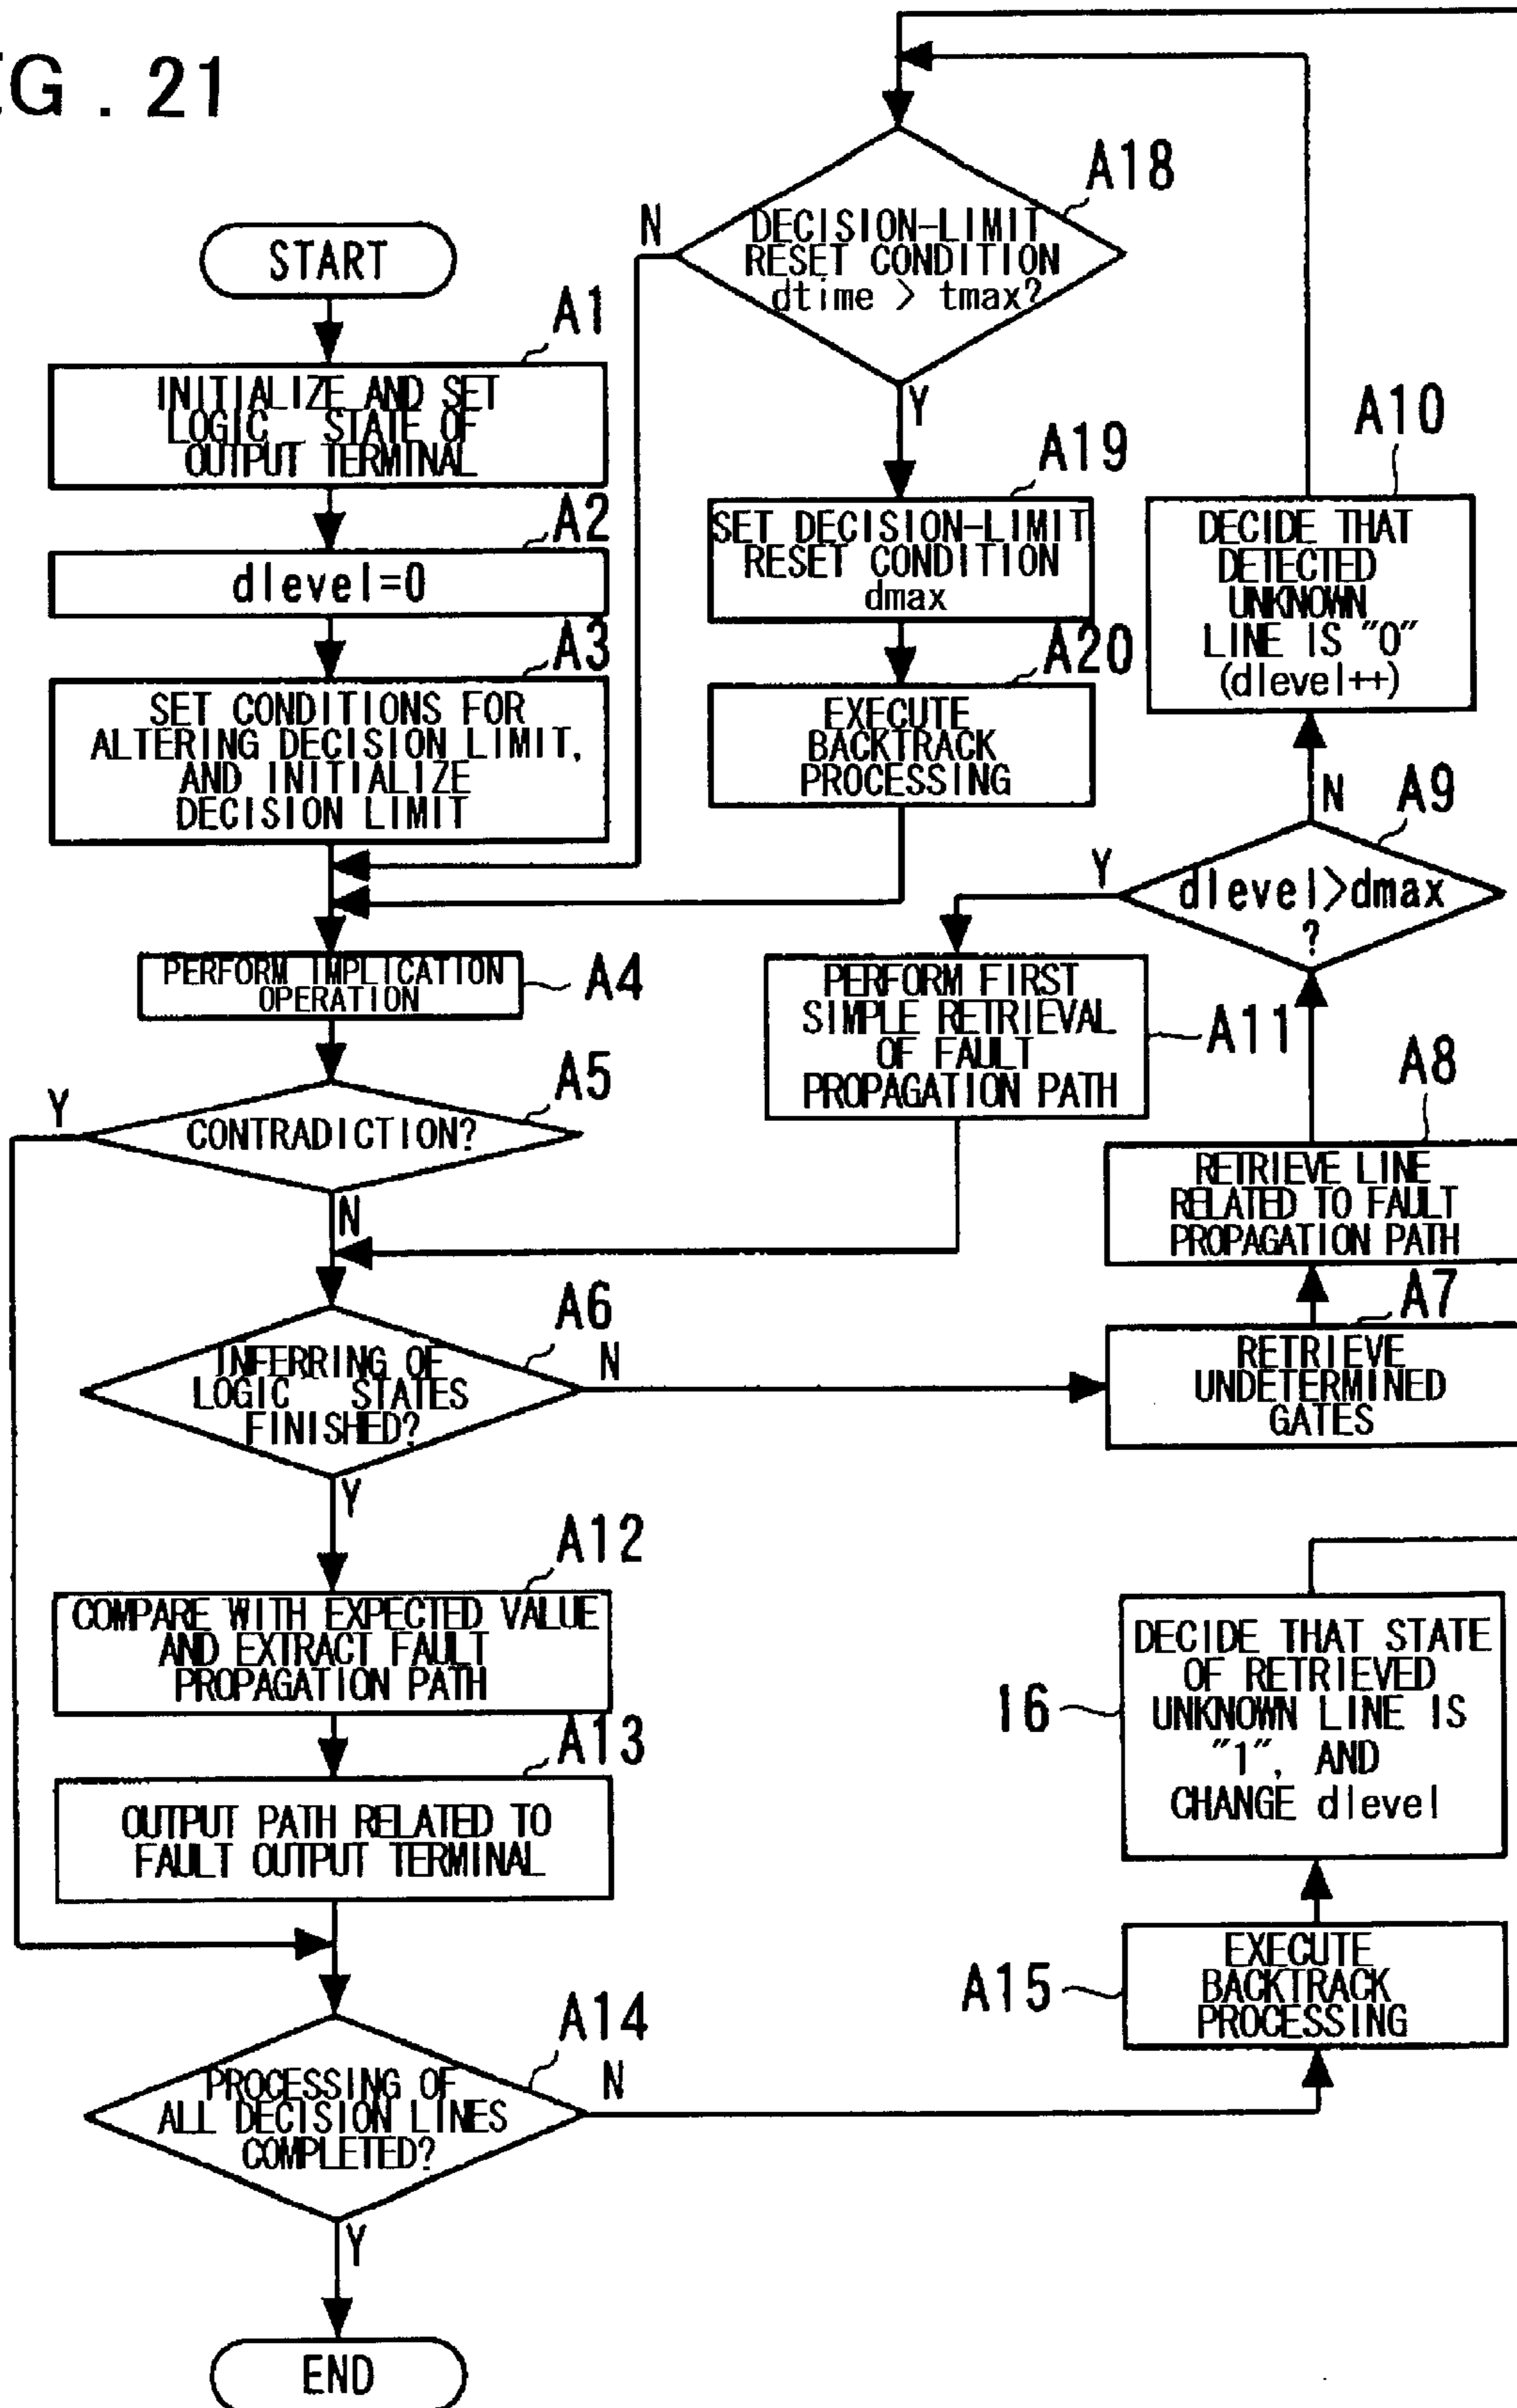 EG . 21
START
A1
INITIALIZE AND SET
LOGIC STATE OF
OUTPUT TERMINAL
A2
dlevel=0
A3
SET CONDITIONS FOR
ALTERING DECISION LIMIT,
AND INITIALIZE
DECISION LIMIT
PERFORM IMPLICATION
OPERATION
A4
A5
CONTRADICTION?
Y
N
A6
INFERRING OF
LOGIC STATES
FINISHED?
N
Y
A12
COMPARE WITH EXPECTED VALUE
AND EXTRACT FAULT
PROPAGATION PATH
A13
OUTPUT PATH RELATED TO
FAULT OUTPUT TERMINAL
A14
PROCESSING OF
ALL DECISION LINES
COMPLETED?
N
Y
END
A18
N
DECISION-LIMIT
RESET CONDITION
dtime > tmax?
Y
A19
SET DECISION-LIMIT
RESET CONDITION
dmax
A20
EXECUTE
BACKTRACK
PROCESSING
A10
DECIDE THAT
DETECTED
UNKNOWN
LINE IS "0"
(dlevel++)
N
A9
Y
dlevel>dmax
?
PERFORM FIRST
SIMPLE RETRIEVAL
OF FAULT
PROPAGATION PATH
A11
A8
RETRIEVE LINE
RELATED TO FAULT
PROPAGATION PATH
A7
RETRIEVE
UNDETERMINED
GATES
DECIDE THAT STATE
OF RETRIEVED
UNKNOWN LINE IS
"1", AND
CHANGE dlevel
16
EXECUTE
BACKTRACK
PROCESSING
A15